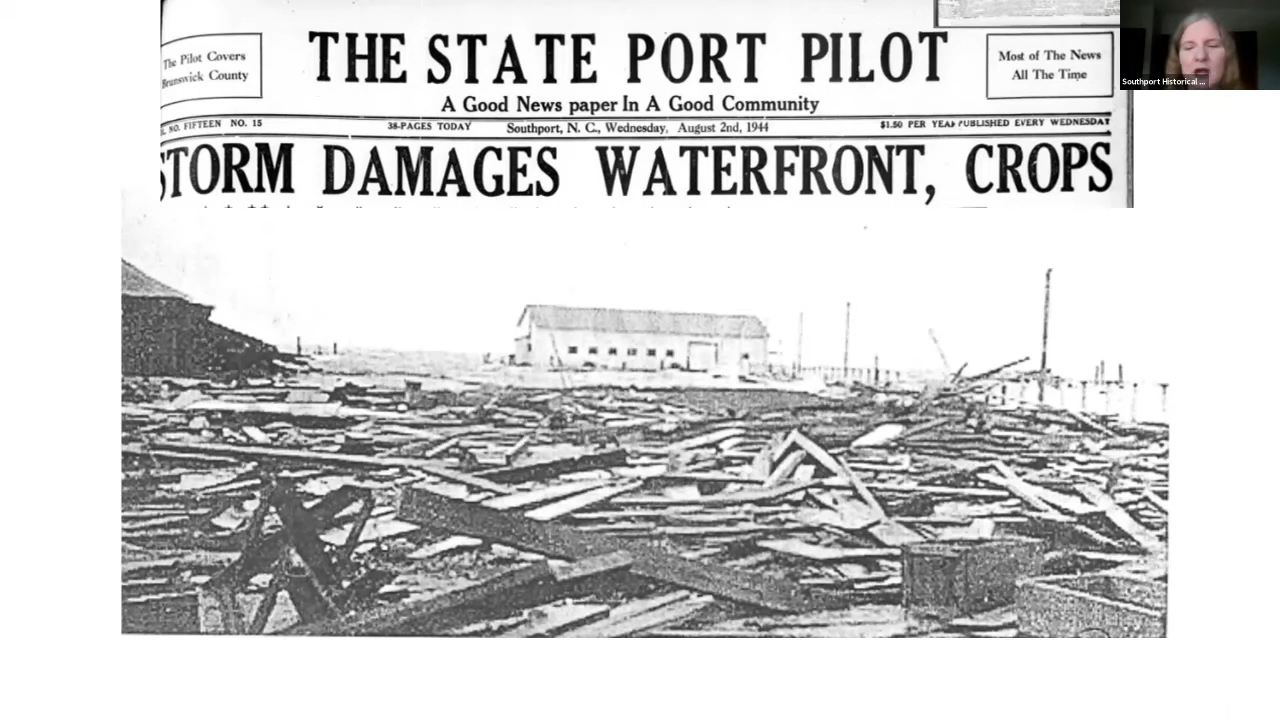 The Pilot Covers
Brunswick County
THE STATE PORT PILOT
Most of The News
All The Time
A Good News paper In A Good Community
NO. FIFTEEN NO. 15
38-PAGES TODAY
Southport, N. C., Wednesday, August 2nd, 1944
$1.50 PER YEAR PUBLISHED EVERY WEDNESDAY
STORM DAMAGES WATERFRONT, CROPS
Southport Historical ...